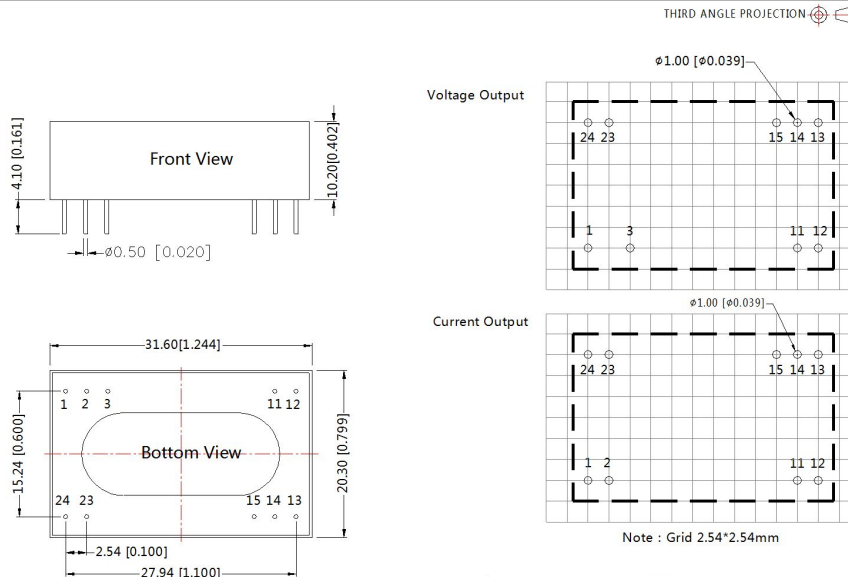 THIRD ANGLE PROJECTION
4.10 [0.161]
Front View
10.20[0.402]
Ø0.50 [0.020]
Voltage Output
ϕ1.00 [ϕ0.039]
24 23
15 14 13
1 3
11 12
31.60[1.244]
1 2 3
11 12
Bottom View
15.24 [0.600]
20.30 [0.799]
24 23
15 14 13
2.54 [0.100]
27.94 [1.100]
Current Output
ϕ1.00 [ϕ0.039]
24 23
15 14 13
1 2
11 12
Note : Grid 2.54*2.54mm